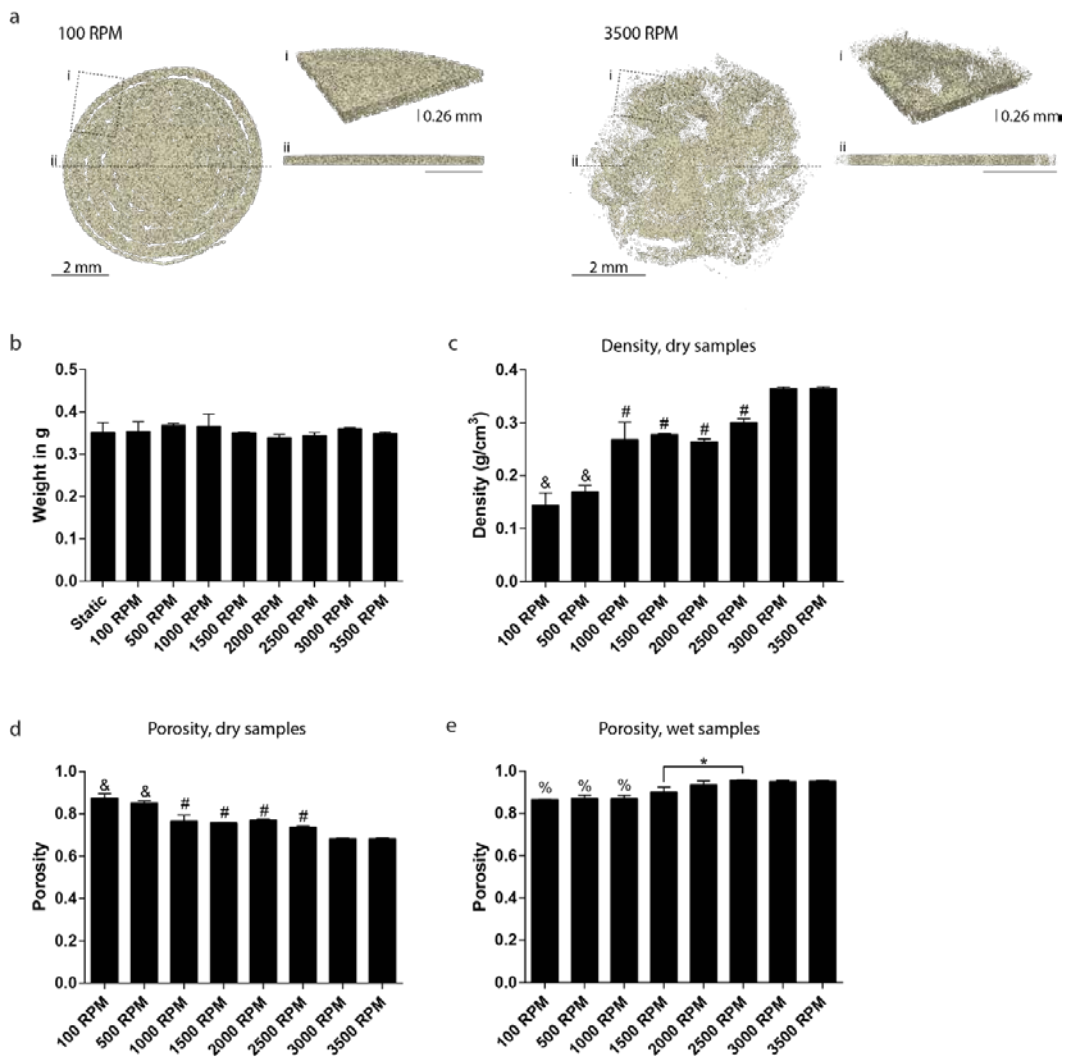 a
100 RPM
i
ii
2 mm
i
0.26 mm
ii
3500 RPM
i
ii
2 mm
i
0.26 mm
ii
b
Weight in g
0.5
0.4
0.3
0.2
0.1
0.0
Static
100 RPM
500 RPM
1000 RPM
1500 RPM
2000 RPM
2500 RPM
3000 RPM
3500 RPM
c
Density, dry samples
Density (g/cm³)
0.4
0.3
0.2
0.1
0.0
& & # # # #
100 RPM
500 RPM
1000 RPM
1500 RPM
2000 RPM
2500 RPM
3000 RPM
3500 RPM
d
Porosity, dry samples
Porosity
1.0
0.8
0.6
0.4
0.2
0.0
& & # # # #
100 RPM
500 RPM
1000 RPM
1500 RPM
2000 RPM
2500 RPM
3000 RPM
3500 RPM
e
Porosity, wet samples
Porosity
1.0
0.8
0.6
0.4
0.2
0.0
% % % *
100 RPM
500 RPM
1000 RPM
1500 RPM
2000 RPM
2500 RPM
3000 RPM
3500 RPM